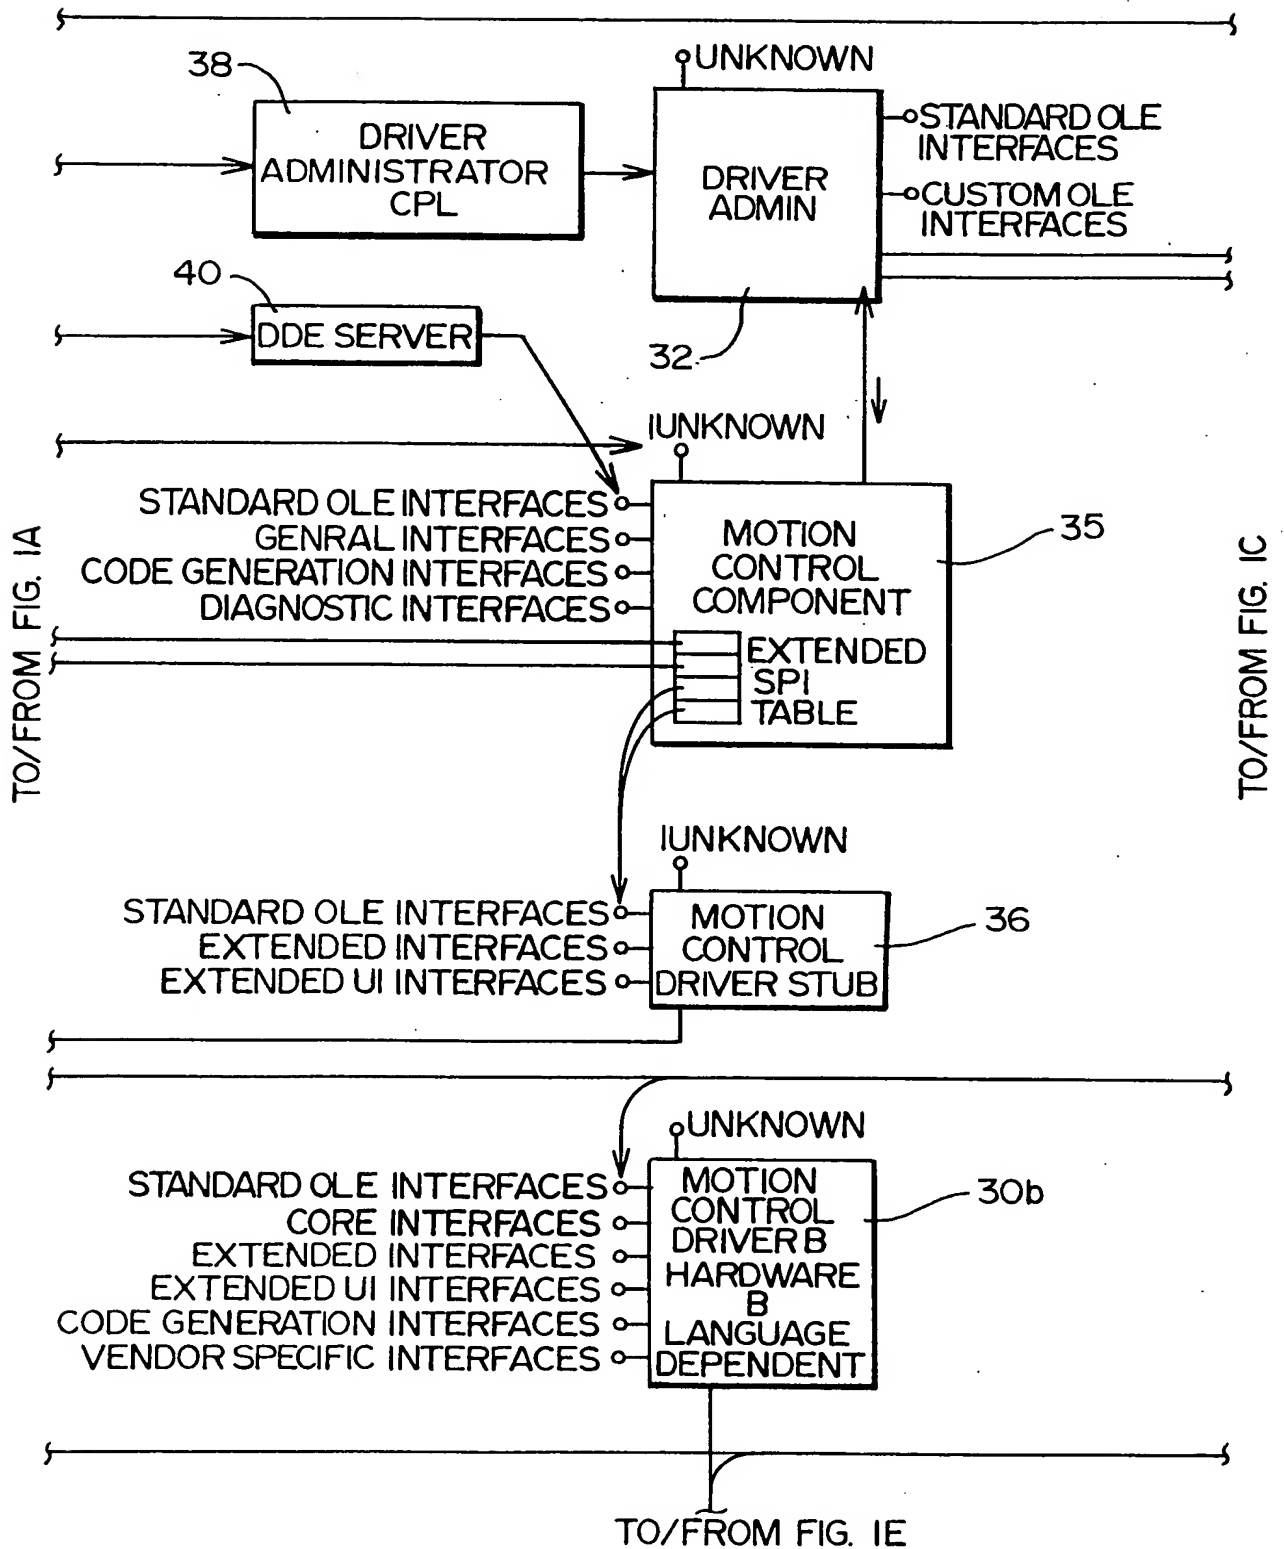 38
UNKNOWN
DRIVER
ADMINISTRATOR
CPL
DRIVER
ADMIN
STANDARD OLE
INTERFACES
CUSTOM OLE
INTERFACES
40
DDE SERVER
32
IUNKNOWN
STANDARD OLE INTERFACES
GENRAL INTERFACES
CODE GENERATION INTERFACES
DIAGNOSTIC INTERFACES
MOTION
CONTROL
COMPONENT
35
EXTENDED
SPI
TABLE
TO/FROM FIG. 1A
TO/FROM FIG. 1C
IUNKNOWN
STANDARD OLE INTERFACES
EXTENDED INTERFACES
EXTENDED UI INTERFACES
MOTION
CONTROL
DRIVER STUB
36
UNKNOWN
STANDARD OLE INTERFACES
CORE INTERFACES
EXTENDED INTERFACES
EXTENDED UI INTERFACES
CODE GENERATION INTERFACES
VENDOR SPECIFIC INTERFACES
MOTION
CONTROL
DRIVER B
HARDWARE
B
LANGUAGE
DEPENDENT
30b
TO/FROM FIG. 1E